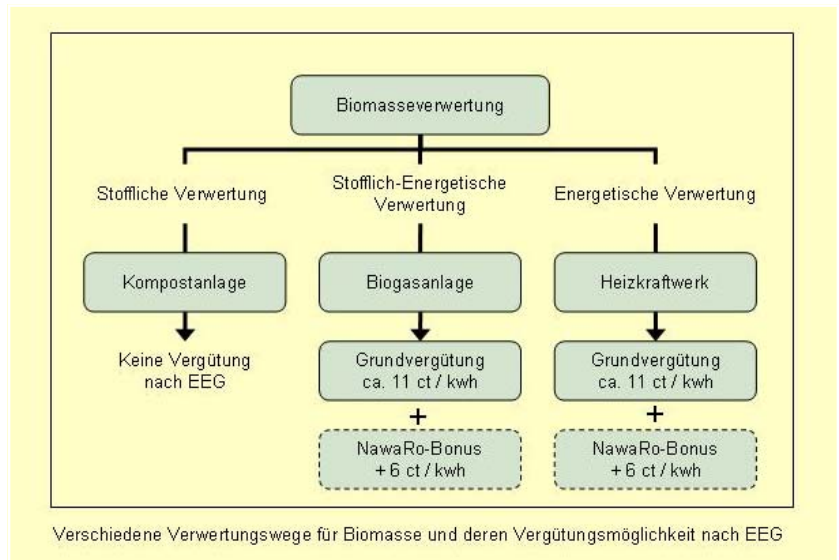 Biomasseverwertung
Stoffliche Verwertung
Stofflich-Energetische
Verwertung
Energetische Verwertung
Kompostanlage
Biogasanlage
Heizkraftwerk
Keine Vergütung
nach EEG
Grundvergütung
ca. 11 ct / kwh
Grundvergütung
ca. 11 ct / kwh
+
+
NawaRo-Bonus
+ 6 ct / kwh
NawaRo-Bonus
+ 6 ct / kwh
Verschiedene Verwertungswege für Biomasse und deren Vergütungsmöglichkeit nach EEG